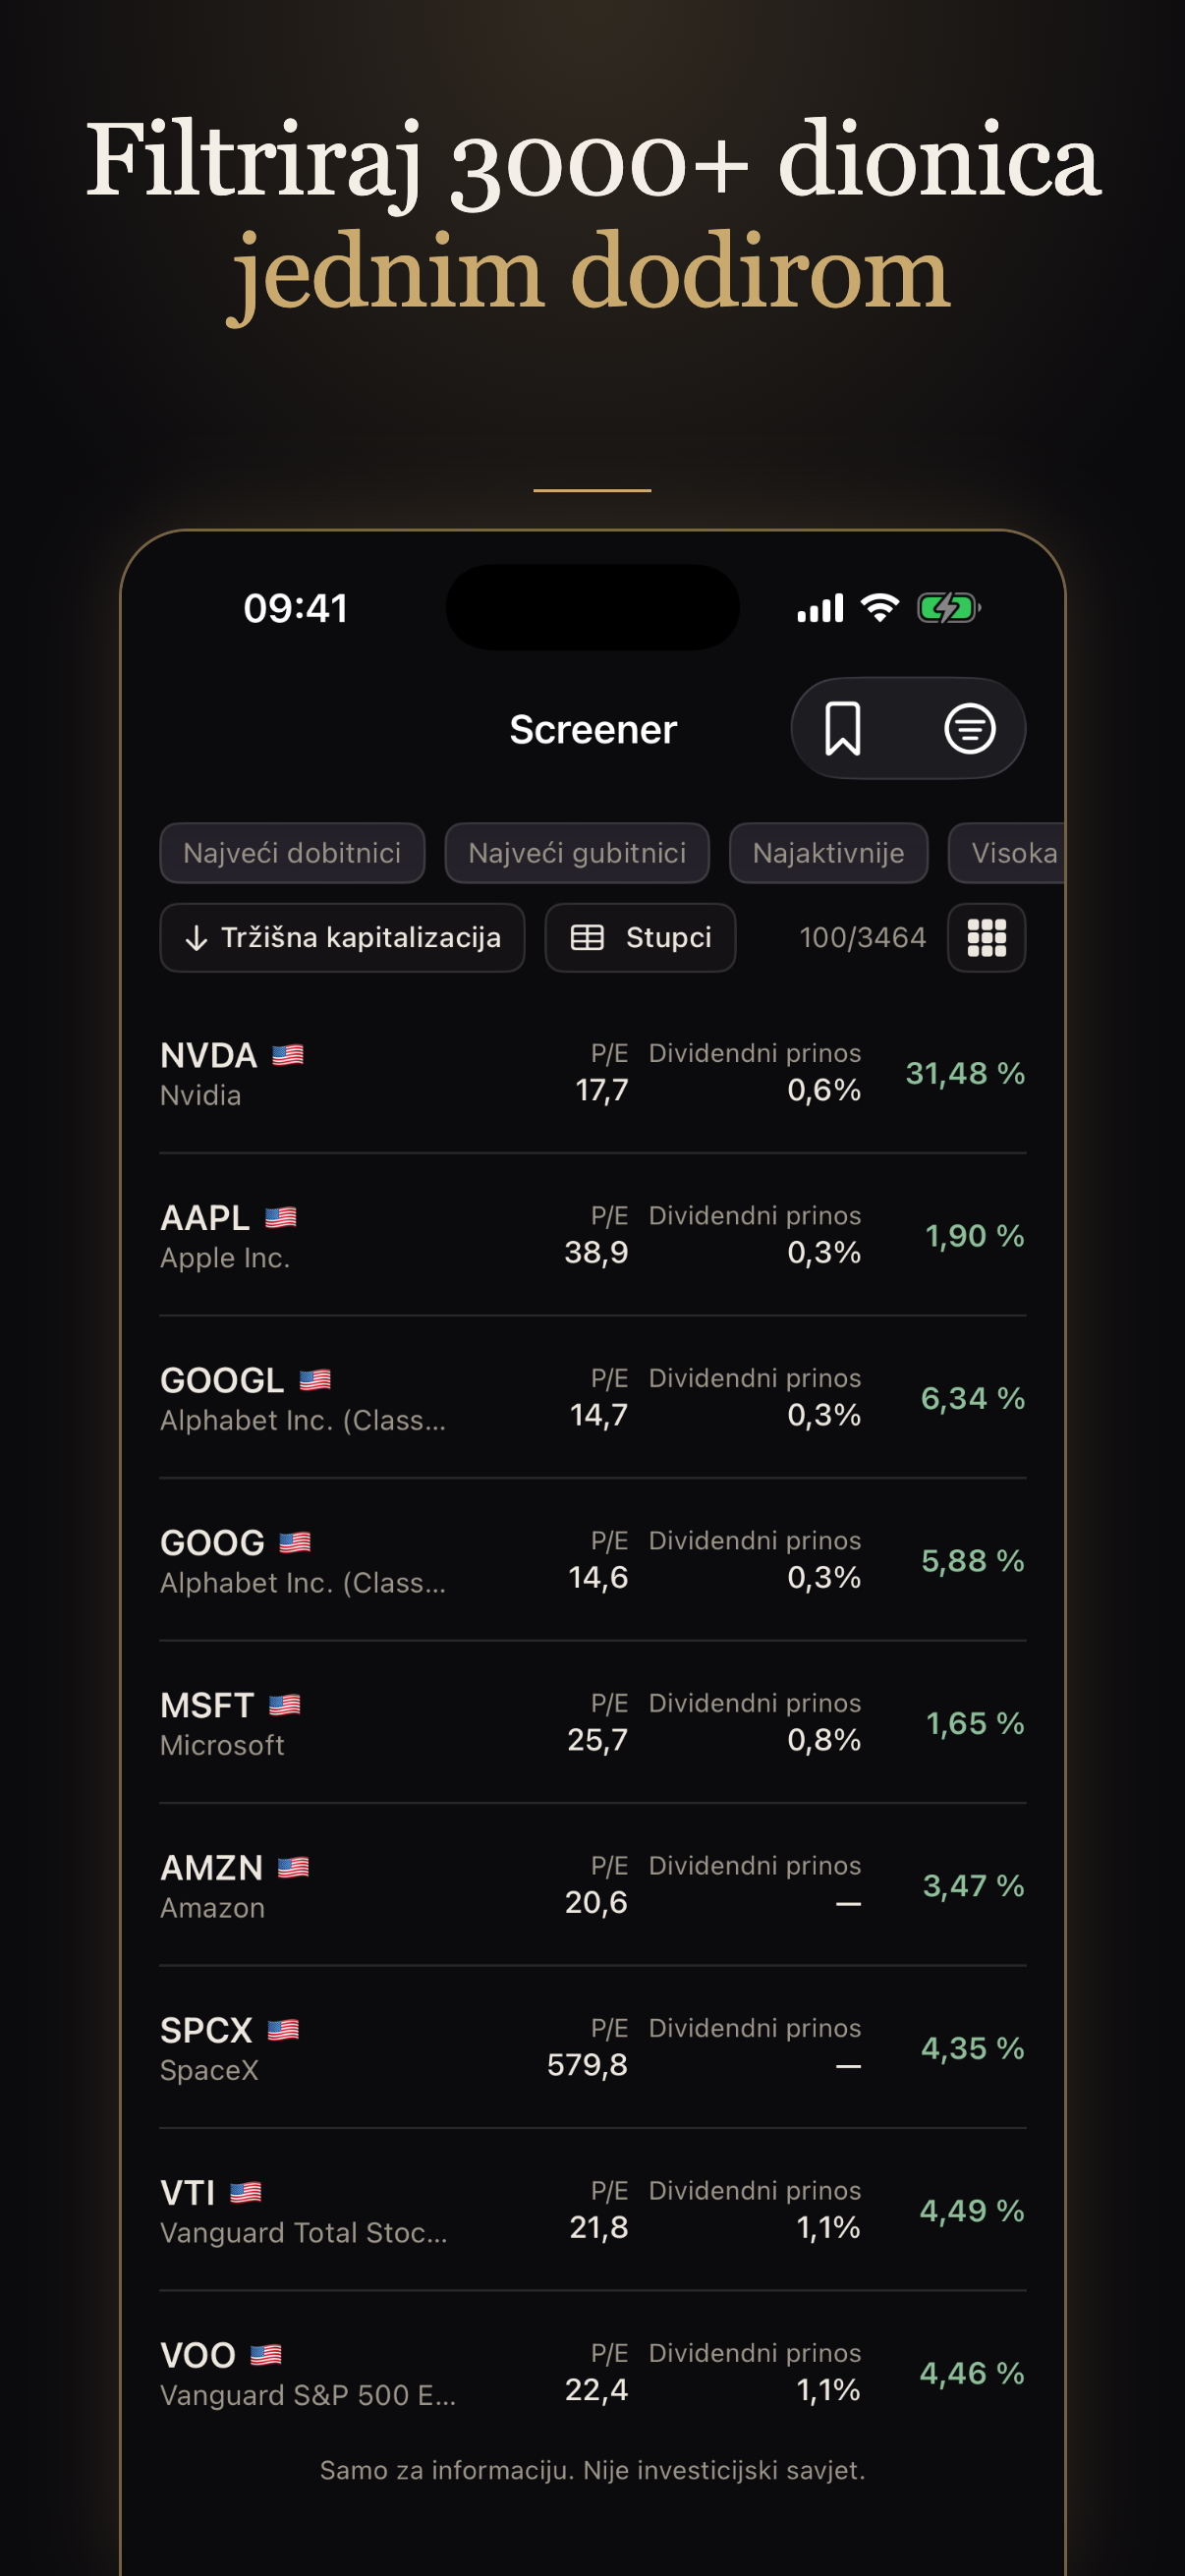 Filtriraj 3000+ dionica
jednim dodirom
09:41
Screener
Najveći dobitnici Najveći gubitnici Najaktivnije Visoka
↓ Tržišna kapitalizacija Stupci 100/3464
NVDA P/E Dividendni prinos 31,48 %
Nvidia 17,7 0,6%
AAPL P/E Dividendni prinos 1,90 %
Apple Inc. 38,9 0,3%
GOOGL P/E Dividendni prinos 6,34 %
Alphabet Inc. (Class... 14,7 0,3%
GOOG P/E Dividendni prinos 5,88 %
Alphabet Inc. (Class... 14,6 0,3%
MSFT P/E Dividendni prinos 1,65 %
Microsoft 25,7 0,8%
AMZN P/E Dividendni prinos 3,47 %
Amazon 20,6 —
SPCX P/E Dividendni prinos 4,35 %
SpaceX 579,8 —
VTI P/E Dividendni prinos 4,49 %
Vanguard Total Stoc... 21,8 1,1%
VOO P/E Dividendni prinos 4,46 %
Vanguard S&P 500 E... 22,4 1,1%
Samo za informaciju. Nije investicijski savjet.